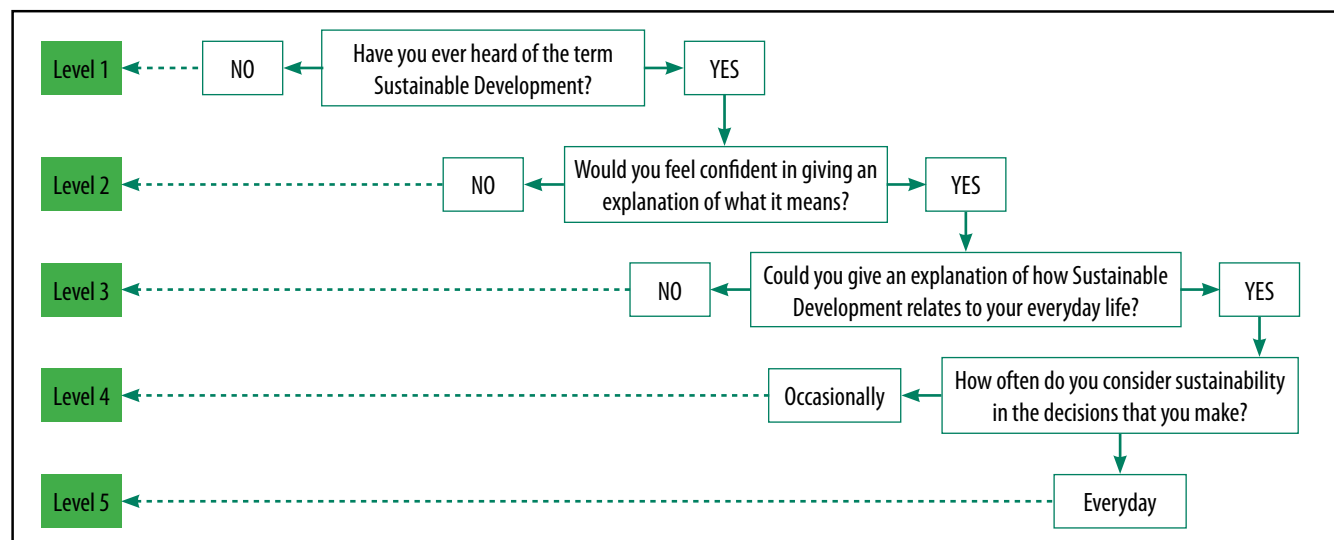 Level 1
NO
Have you ever heard of the term
Sustainable Development?
YES
Level 2
NO
Would you feel confident in giving an
explanation of what it means?
YES
Level 3
NO
Could you give an explanation of how Sustainable
Development relates to your everyday life?
YES
Level 4
Occasionally
How often do you consider sustainability
in the decisions that you make?
Level 5
Everyday